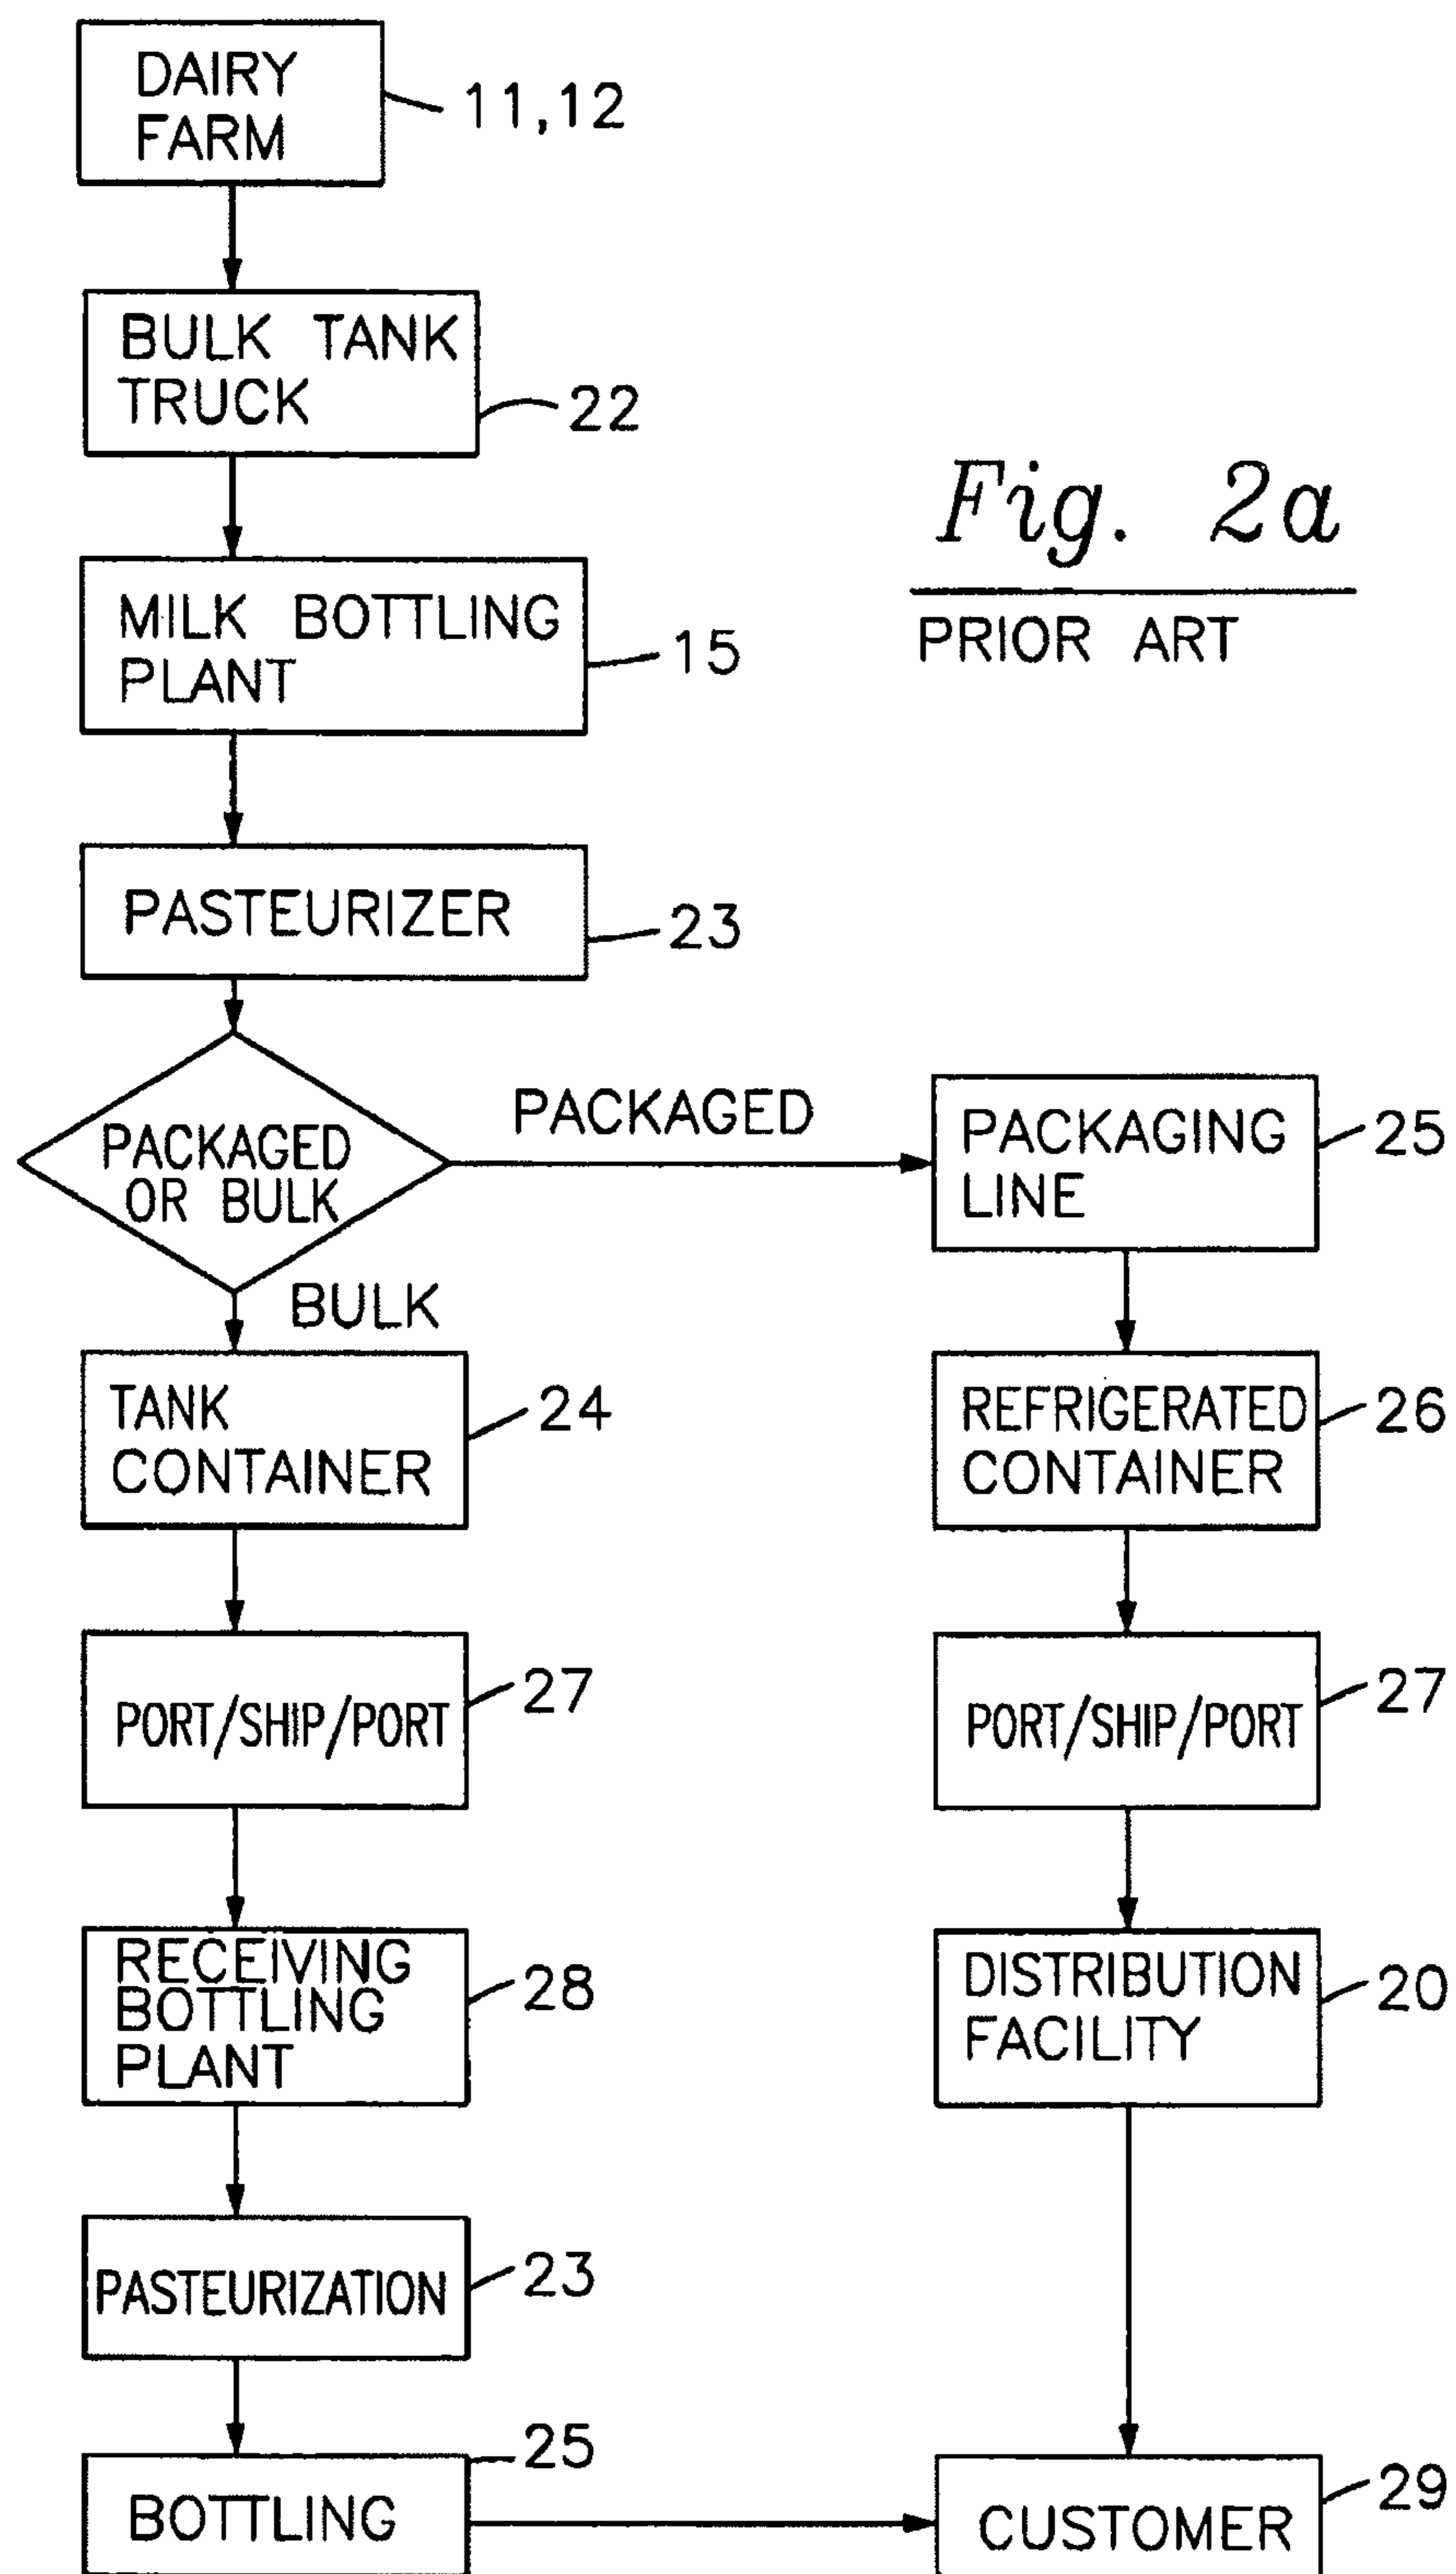 DAIRY
FARM
11,12
BULK TANK
TRUCK
22
Fig. 2a
PRIOR ART
MILK BOTTLING
PLANT
15
PASTEURIZER
23
PACKAGED
OR BULK
PACKAGED
BULK
PACKAGING
LINE
25
TANK
CONTAINER
24
REFRIGERATED
CONTAINER
26
PORT/SHIP/PORT
27
PORT/SHIP/PORT
27
RECEIVING
BOTTLING
PLANT
28
DISTRIBUTION
FACILITY
20
PASTEURIZATION
23
BOTTLING
25
CUSTOMER
29